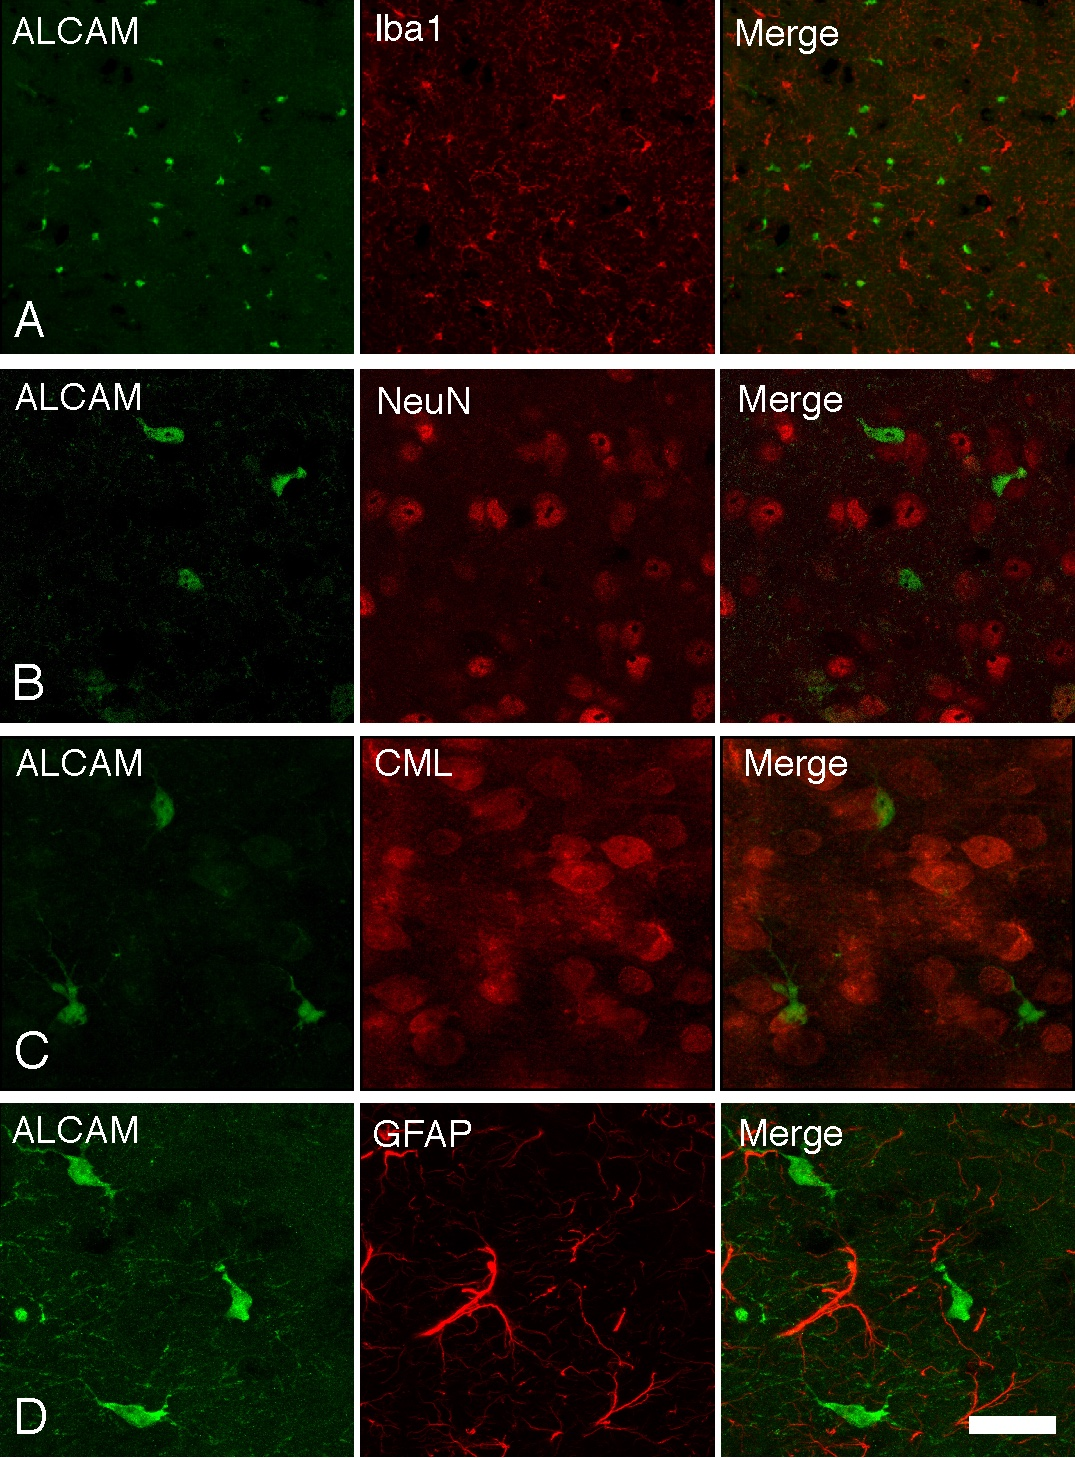 ALCAM Iba1 Merge
A
ALCAM NeuN Merge
B
ALCAM CML Merge
C
ALCAM GFAP Merge
D